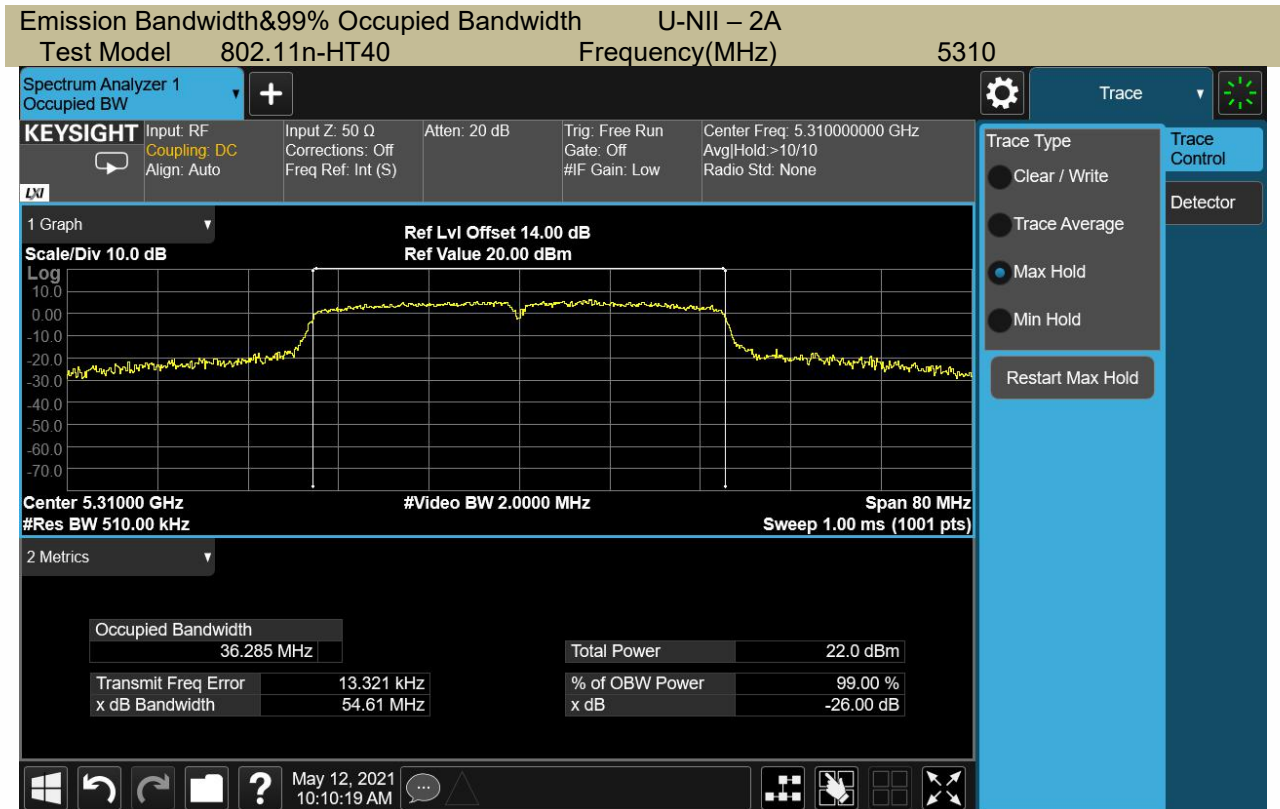 Emission Bandwidth&99% Occupied Bandwidth U-NII – 2A
Test Model 802.11n-HT40 Frequency(MHz) 5310
Spectrum Analyzer 1
Occupied BW
+
Trace
KEYSIGHT
LXI
Input: RF
Coupling: DC
Align: Auto
Input Z: 50 Ω
Corrections: Off
Freq Ref: Int (S)
Atten: 20 dB
Trig: Free Run
Gate: Off
#IF Gain: Low
Center Freq: 5.310000000 GHz
Avg|Hold:>10/10
Radio Std: None
Trace Type
Clear / Write
Trace Average
Max Hold
Min Hold
Restart Max Hold
Trace
Control
Detector
1 Graph
Scale/Div 10.0 dB
Ref Lvl Offset 14.00 dB
Ref Value 20.00 dBm
Log
10.0
0.00
-10.0
-20.0
-30.0
-40.0
-50.0
-60.0
-70.0
Center 5.31000 GHz
#Res BW 510.00 kHz
#Video BW 2.0000 MHz
Span 80 MHz
Sweep 1.00 ms (1001 pts)
2 Metrics
Occupied Bandwidth
36.285 MHz
Total Power 22.0 dBm
Transmit Freq Error 13.321 kHz
% of OBW Power 99.00 %
x dB Bandwidth 54.61 MHz
x dB -26.00 dB
?
May 12, 2021
10:10:19 AM